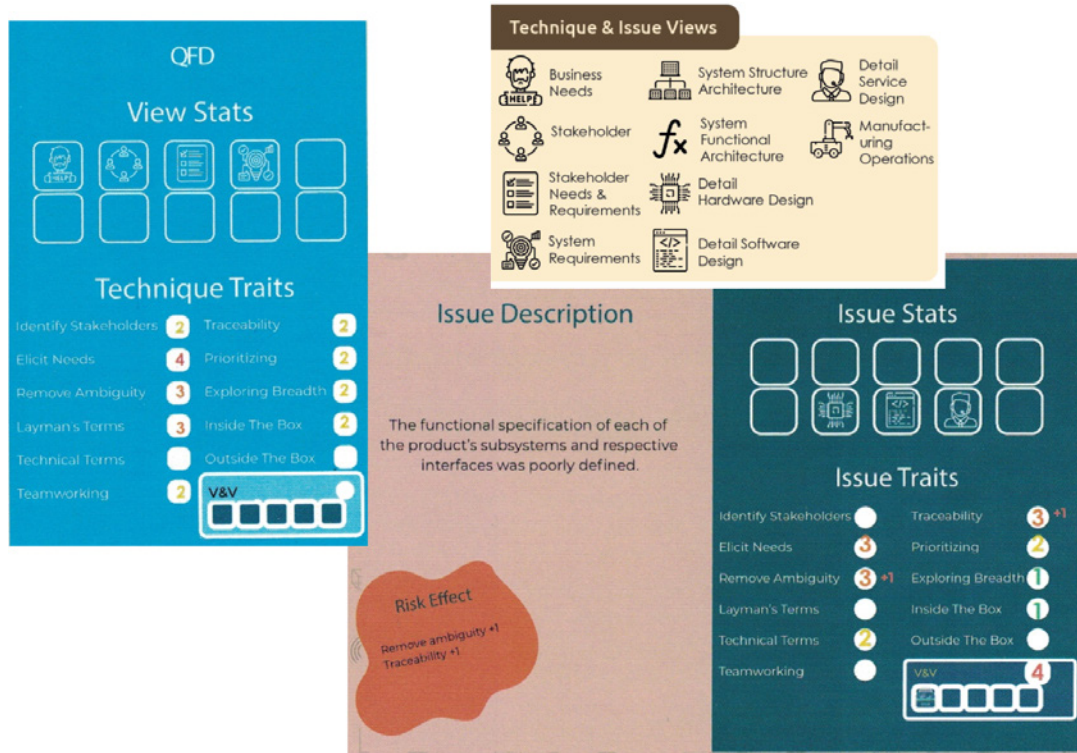 QFD
View Stats
HELP
Technique Traits
Identify Stakeholders 2
Traceability 2
Elicit Needs 4
Prioritizing 2
Remove Ambiguity 3
Exploring Breadth 2
Layman's Terms 3
Inside The Box 2
Technical Terms
Outside The Box
Teamworking 2
V&V
Technique & Issue Views
HELP
Business
Needs
Stakeholder
Stakeholder
Needs &
Requirements
System
Requirements
System Structure
Architecture
fx
System
Functional
Architecture
Detail
Hardware Design
</>
Detail Software
Design
Detail
Service
Design
Manufact-
uring
Operations
Issue Description
The functional specification of each of
the product's subsystems and respective
interfaces was poorly defined.
Risk Effect
Remove ambiguity +1
Traceability +1
Issue Stats
</>
Issue Traits
Identify Stakeholders
Traceability 3 +1
Elicit Needs 3
Prioritizing 2
Remove Ambiguity 3 +1
Exploring Breadth 1
Layman's Terms
Inside The Box 1
Technical Terms 2
Outside The Box
Teamworking
V&V 4